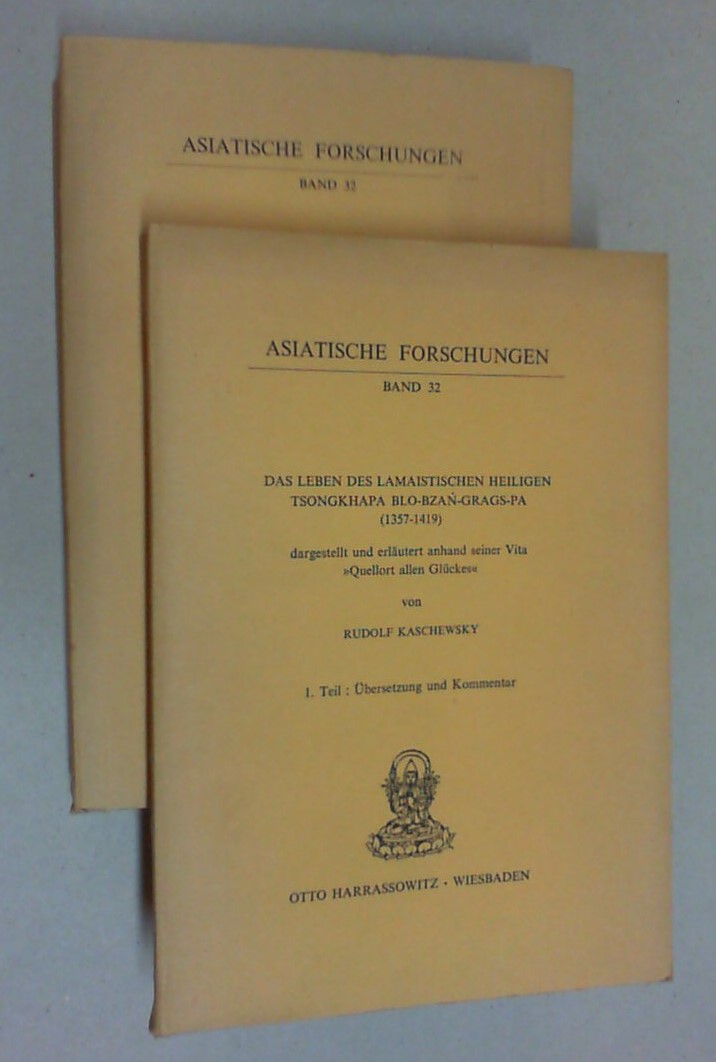 ASIATISCHE FORSCHUNGEN
BAND 32
ASIATISCHE FORSCHUNGEN
BAND 32
DAS LEBEN DES LAMAISTISCHEN HEILIGEN
TSONGKHAPA BLO-BZAṄ-GRAGS-PA
(1357-1419)
dargestellt und erläutert anhand seiner Vita
»Quellort allen Glückes«
von
RUDOLF KASCHEWSKY
1. Teil : Übersetzung und Kommentar
OTTO HARRASSOWITZ · WIESBADEN